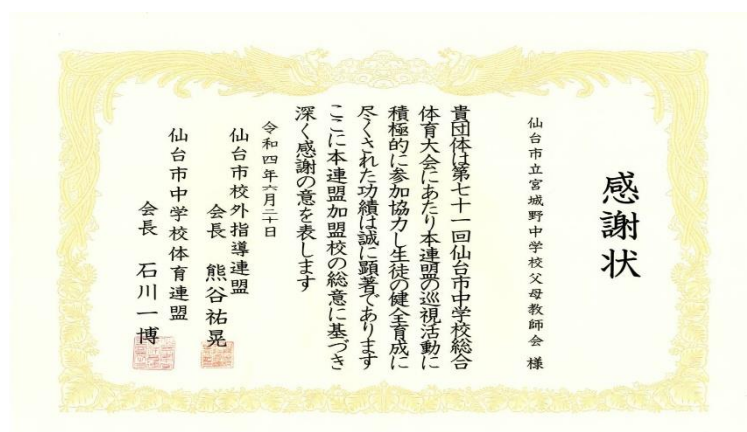 感謝状
仙台市立宮城野中学校父母教師会 様
貴団体は第七十一回仙台市中学校総合
体育大会にあたり本連盟の巡視活動に
積極的に参加協力し生徒の健全育成に
尽くされた功績は誠に顕著であります
ここに本連盟加盟校の総意に基づき
深く感謝の意を表します
令和四年六月二十日
仙台市校外指導連盟
会長 熊谷祐晃
仙台市中学校体育連盟
会長 石川一博